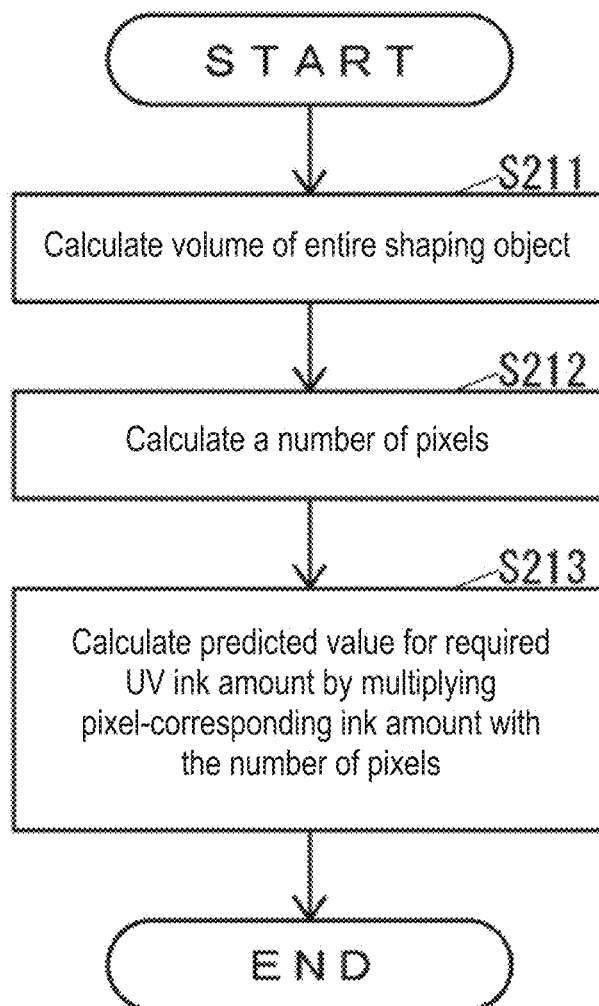 START
S211
Calculate volume of entire shaping object
S212
Calculate a number of pixels
S213
Calculate predicted value for required
UV ink amount by multiplying
pixel-corresponding ink amount with
the number of pixels
END